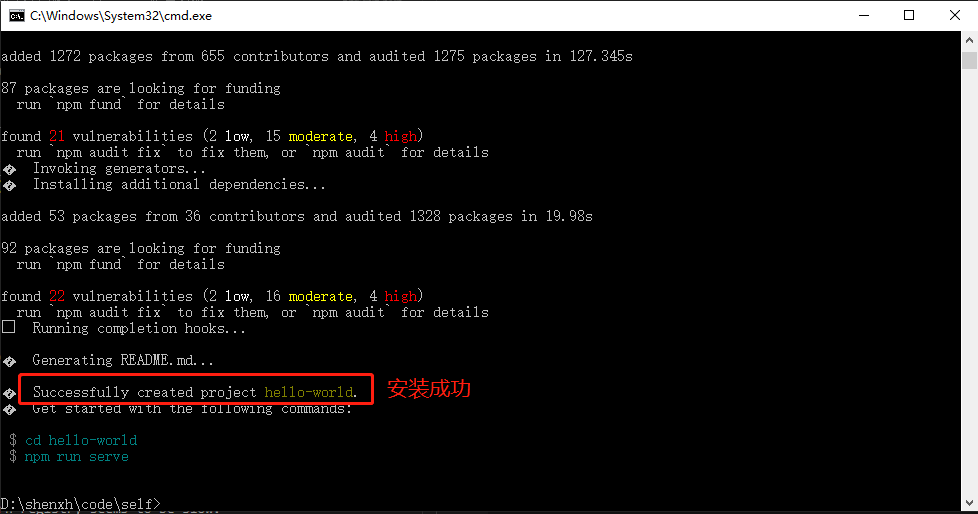 C:\Windows\System32\cmd.exe
added 1272 packages from 655 contributors and audited 1275 packages in 127.345s
87 packages are looking for funding
run `npm fund` for details
found 21 vulnerabilities (2 low, 15 moderate, 4 high)
run `npm audit fix` to fix them, or `npm audit` for details
� Invoking generators...
� Installing additional dependencies...
added 53 packages from 36 contributors and audited 1328 packages in 19.98s
92 packages are looking for funding
run `npm fund` for details
found 22 vulnerabilities (2 low, 16 moderate, 4 high)
run `npm audit fix` to fix them, or `npm audit` for details
Running completion hooks...
� Generating README.md...
� Successfully created project hello-world. 安装成功
� Get started with the following commands:
$ cd hello-world
$ npm run serve
D:\shenxh\code\self>